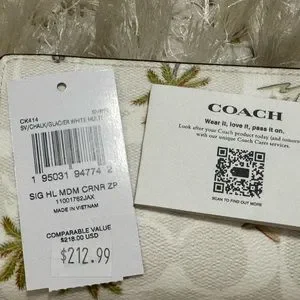 CK414
SV/CHALK/GLACIER WHITE MULTI
1 95031 94774 2
SIG HL MDM CRNR ZP
11001762JAX
MADE IN VIETNAM
COMPARABLE VALUE
$218.00 USD
$212.99
COACH
Wear it, love it, pass it on.
Look after your Coach product today (and tomorrow)
with our unique Coach Cares services.
SCAN TO FIND OUT MORE